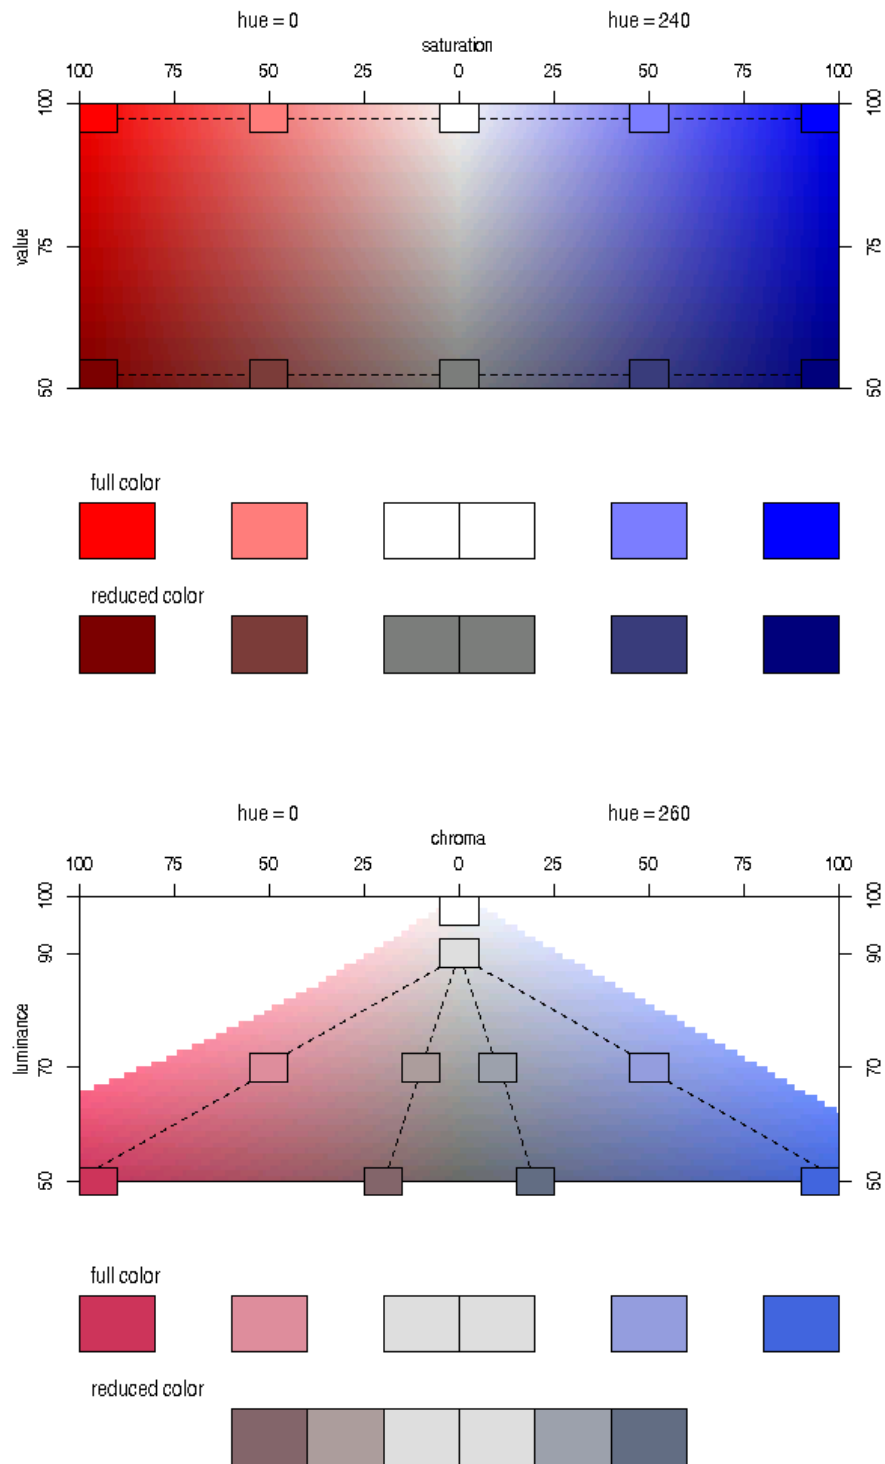 hue = 0 hue = 240
saturation
100 75 50 25 0 25 50 75 100
100 100
75 75
value
50 50
full color
reduced color
hue = 0 hue = 260
chroma
100 75 50 25 0 25 50 75 100
100 100
90 90
luminance
70 70
50 50
full color
reduced color